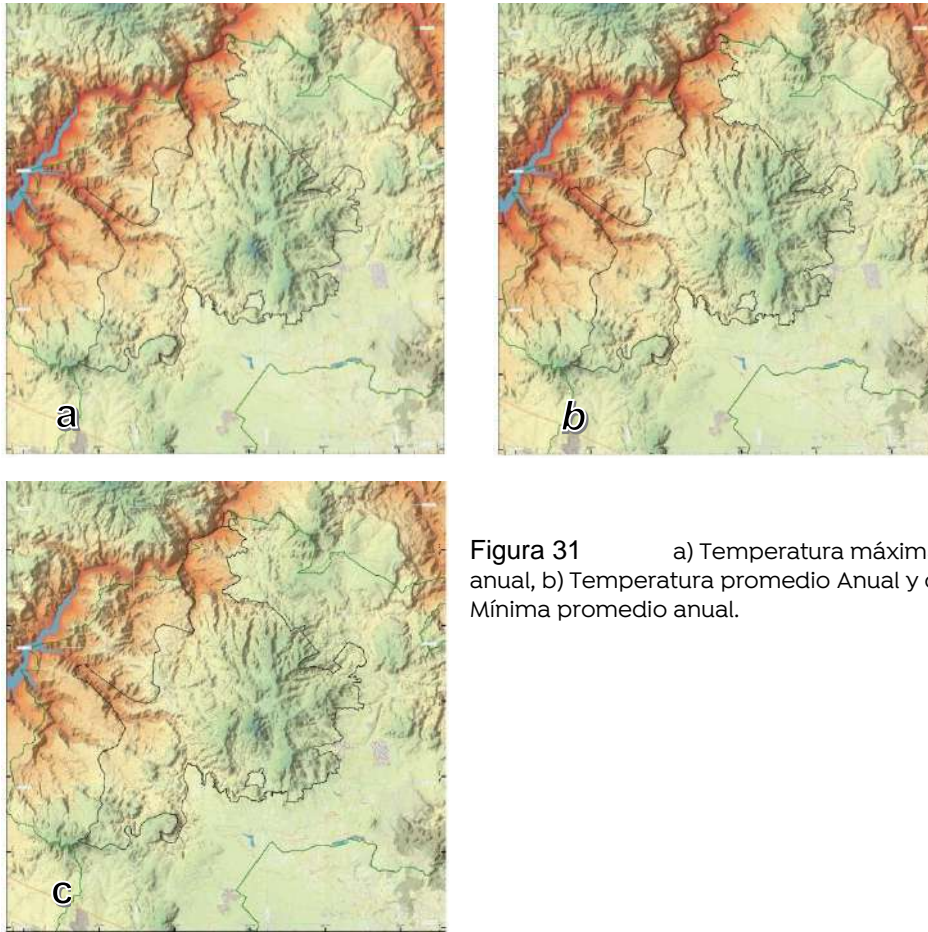 a
b
c
Figura 31 a) Temperatura máxim
anual, b) Temperatura promedio Anual y
Mínima promedio anual.